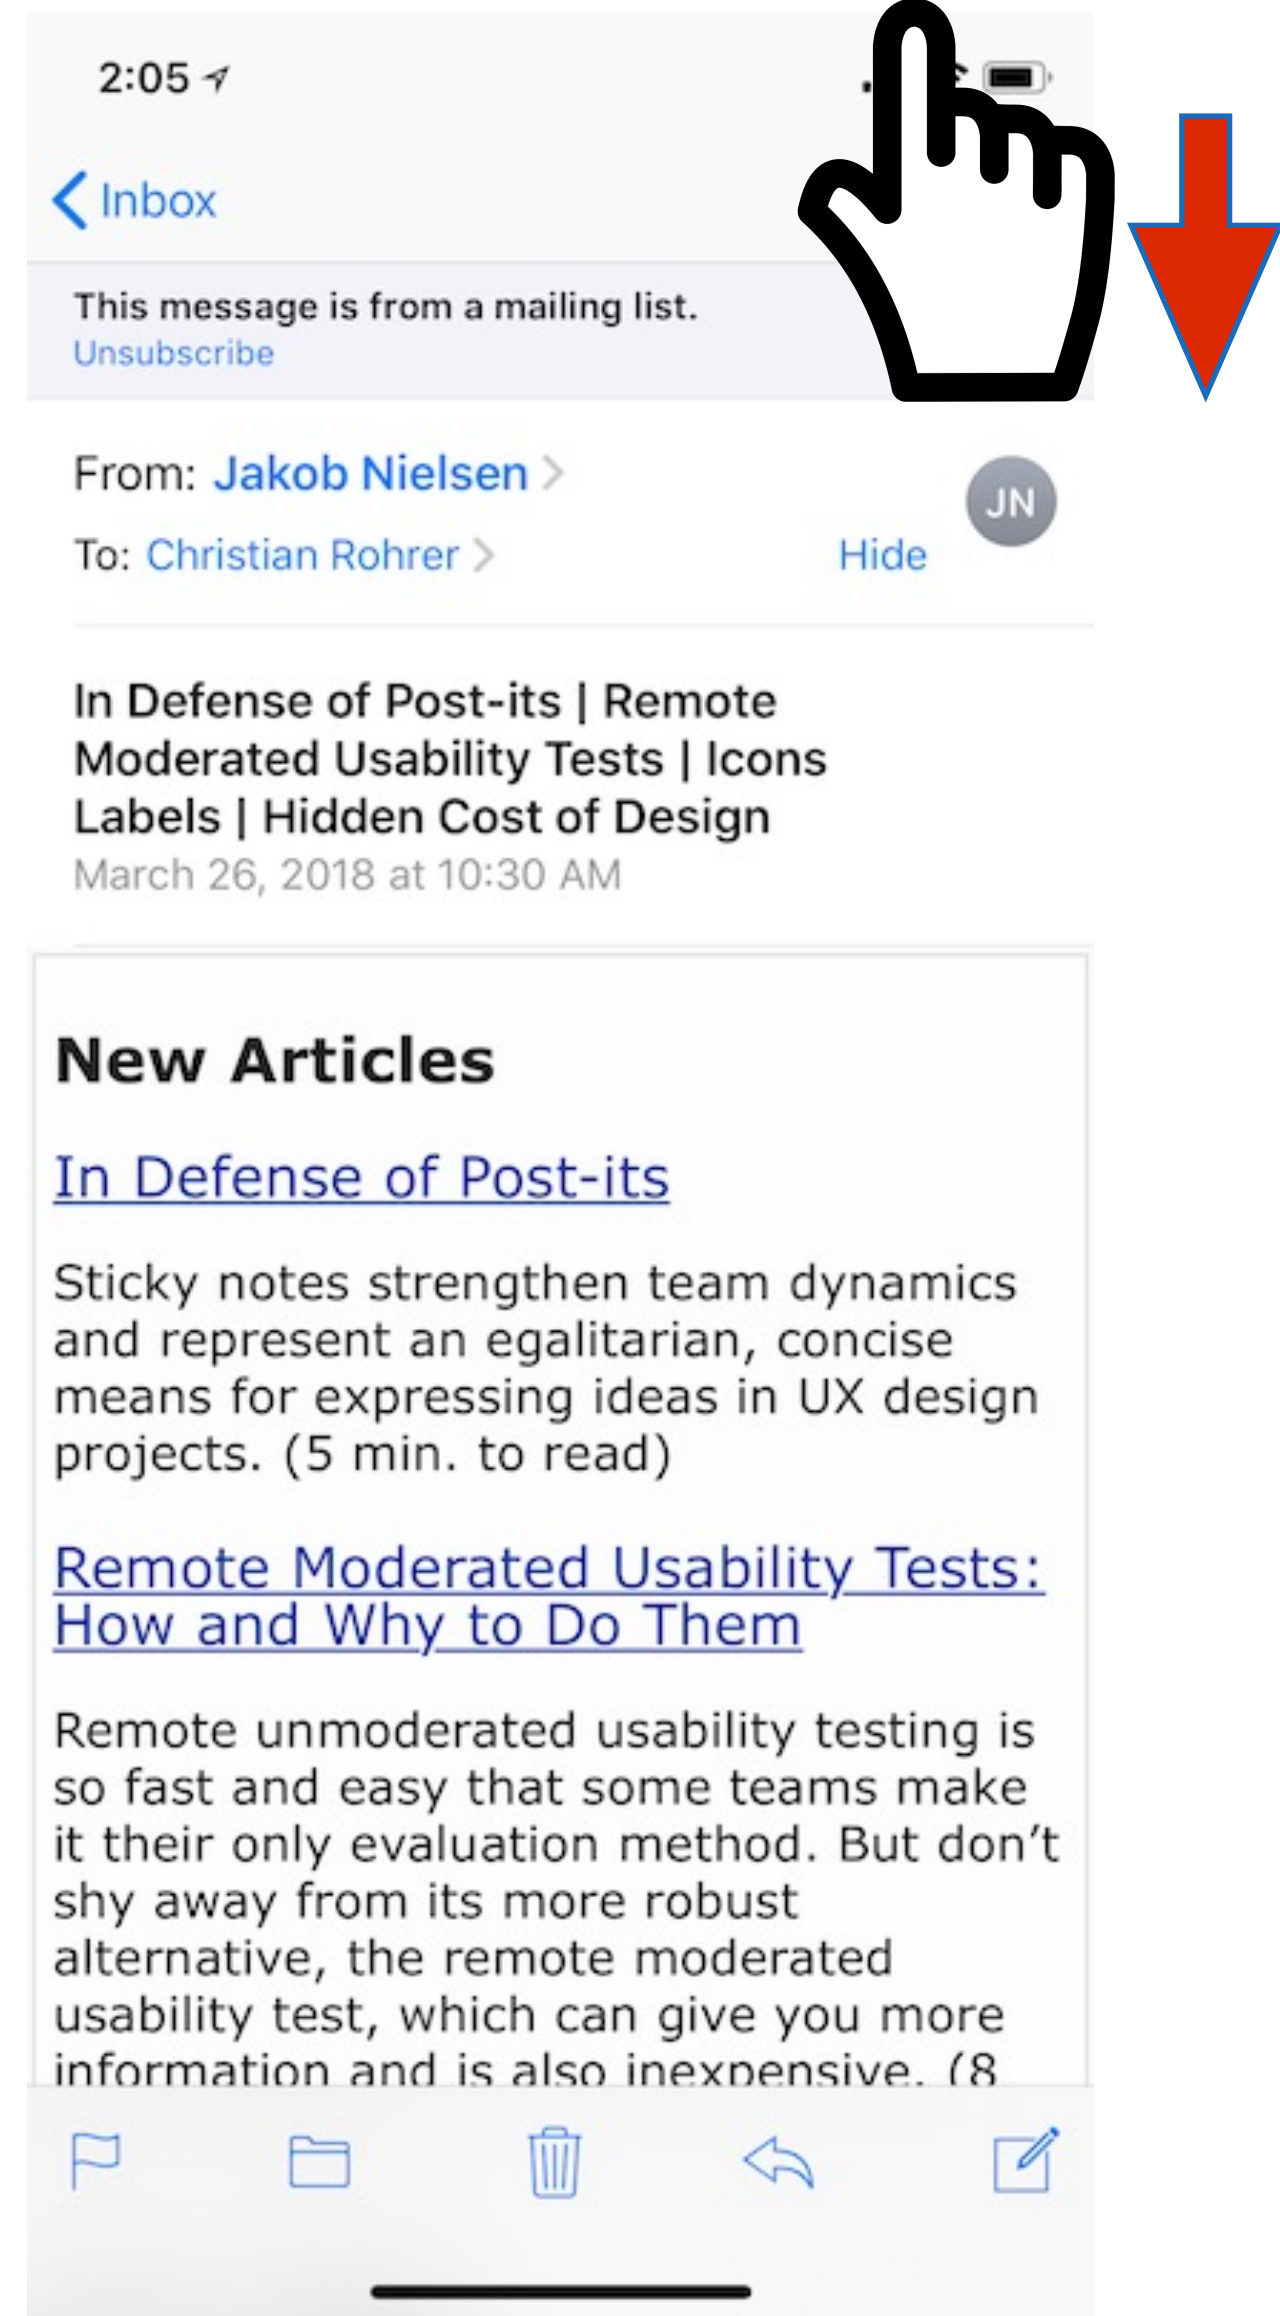 2:05
Inbox
This message is from a mailing list.
Unsubscribe
From: Jakob Nielsen
JN
To: Christian Rohrer
Hide
In Defense of Post-its | Remote
Moderated Usability Tests | Icons
Labels | Hidden Cost of Design
March 26, 2018 at 10:30 AM
New Articles
In Defense of Post-its
Sticky notes strengthen team dynamics
and represent an egalitarian, concise
means for expressing ideas in UX design
projects. (5 min. to read)
Remote Moderated Usability Tests:
How and Why to Do Them
Remote unmoderated usability testing is
so fast and easy that some teams make
it their only evaluation method. But don’t
shy away from its more robust
alternative, the remote moderated
usability test, which can give you more
information and is also inexpensive. (8